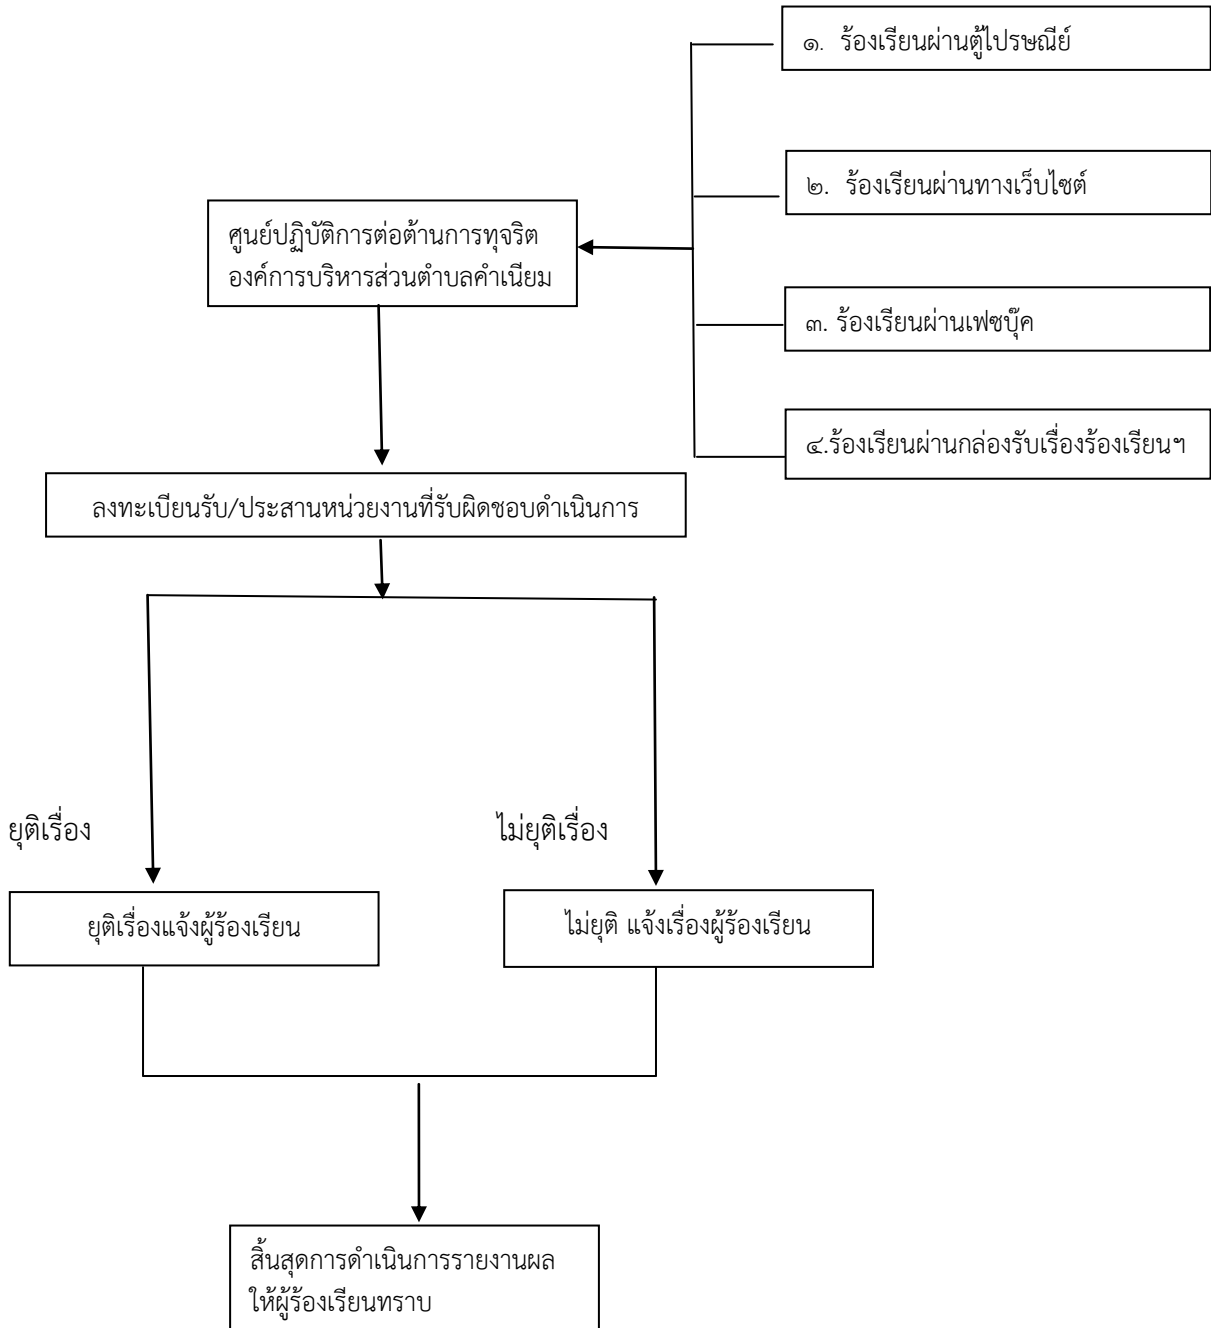 ๑. ร้องเรียนผ่านตู้ไปรษณีย์
๒. ร้องเรียนผ่านทางเว็บไซต์
ศูนย์ปฏิบัติการต่อต้านการทุจริต
องค์การบริหารส่วนตำบลคำเนียม
๓. ร้องเรียนผ่านเฟซบุ๊ค
๔.ร้องเรียนผ่านกล่องรับเรื่องร้องเรียนฯ
ลงทะเบียนรับ/ประสานหน่วยงานที่รับผิดชอบดำเนินการ
ยุติเรื่อง
ไม่ยุติเรื่อง
ยุติเรื่องแจ้งผู้ร้องเรียน
ไม่ยุติ แจ้งเรื่องผู้ร้องเรียน
สิ้นสุดการดำเนินการรายงานผล
ให้ผู้ร้องเรียนทราบ